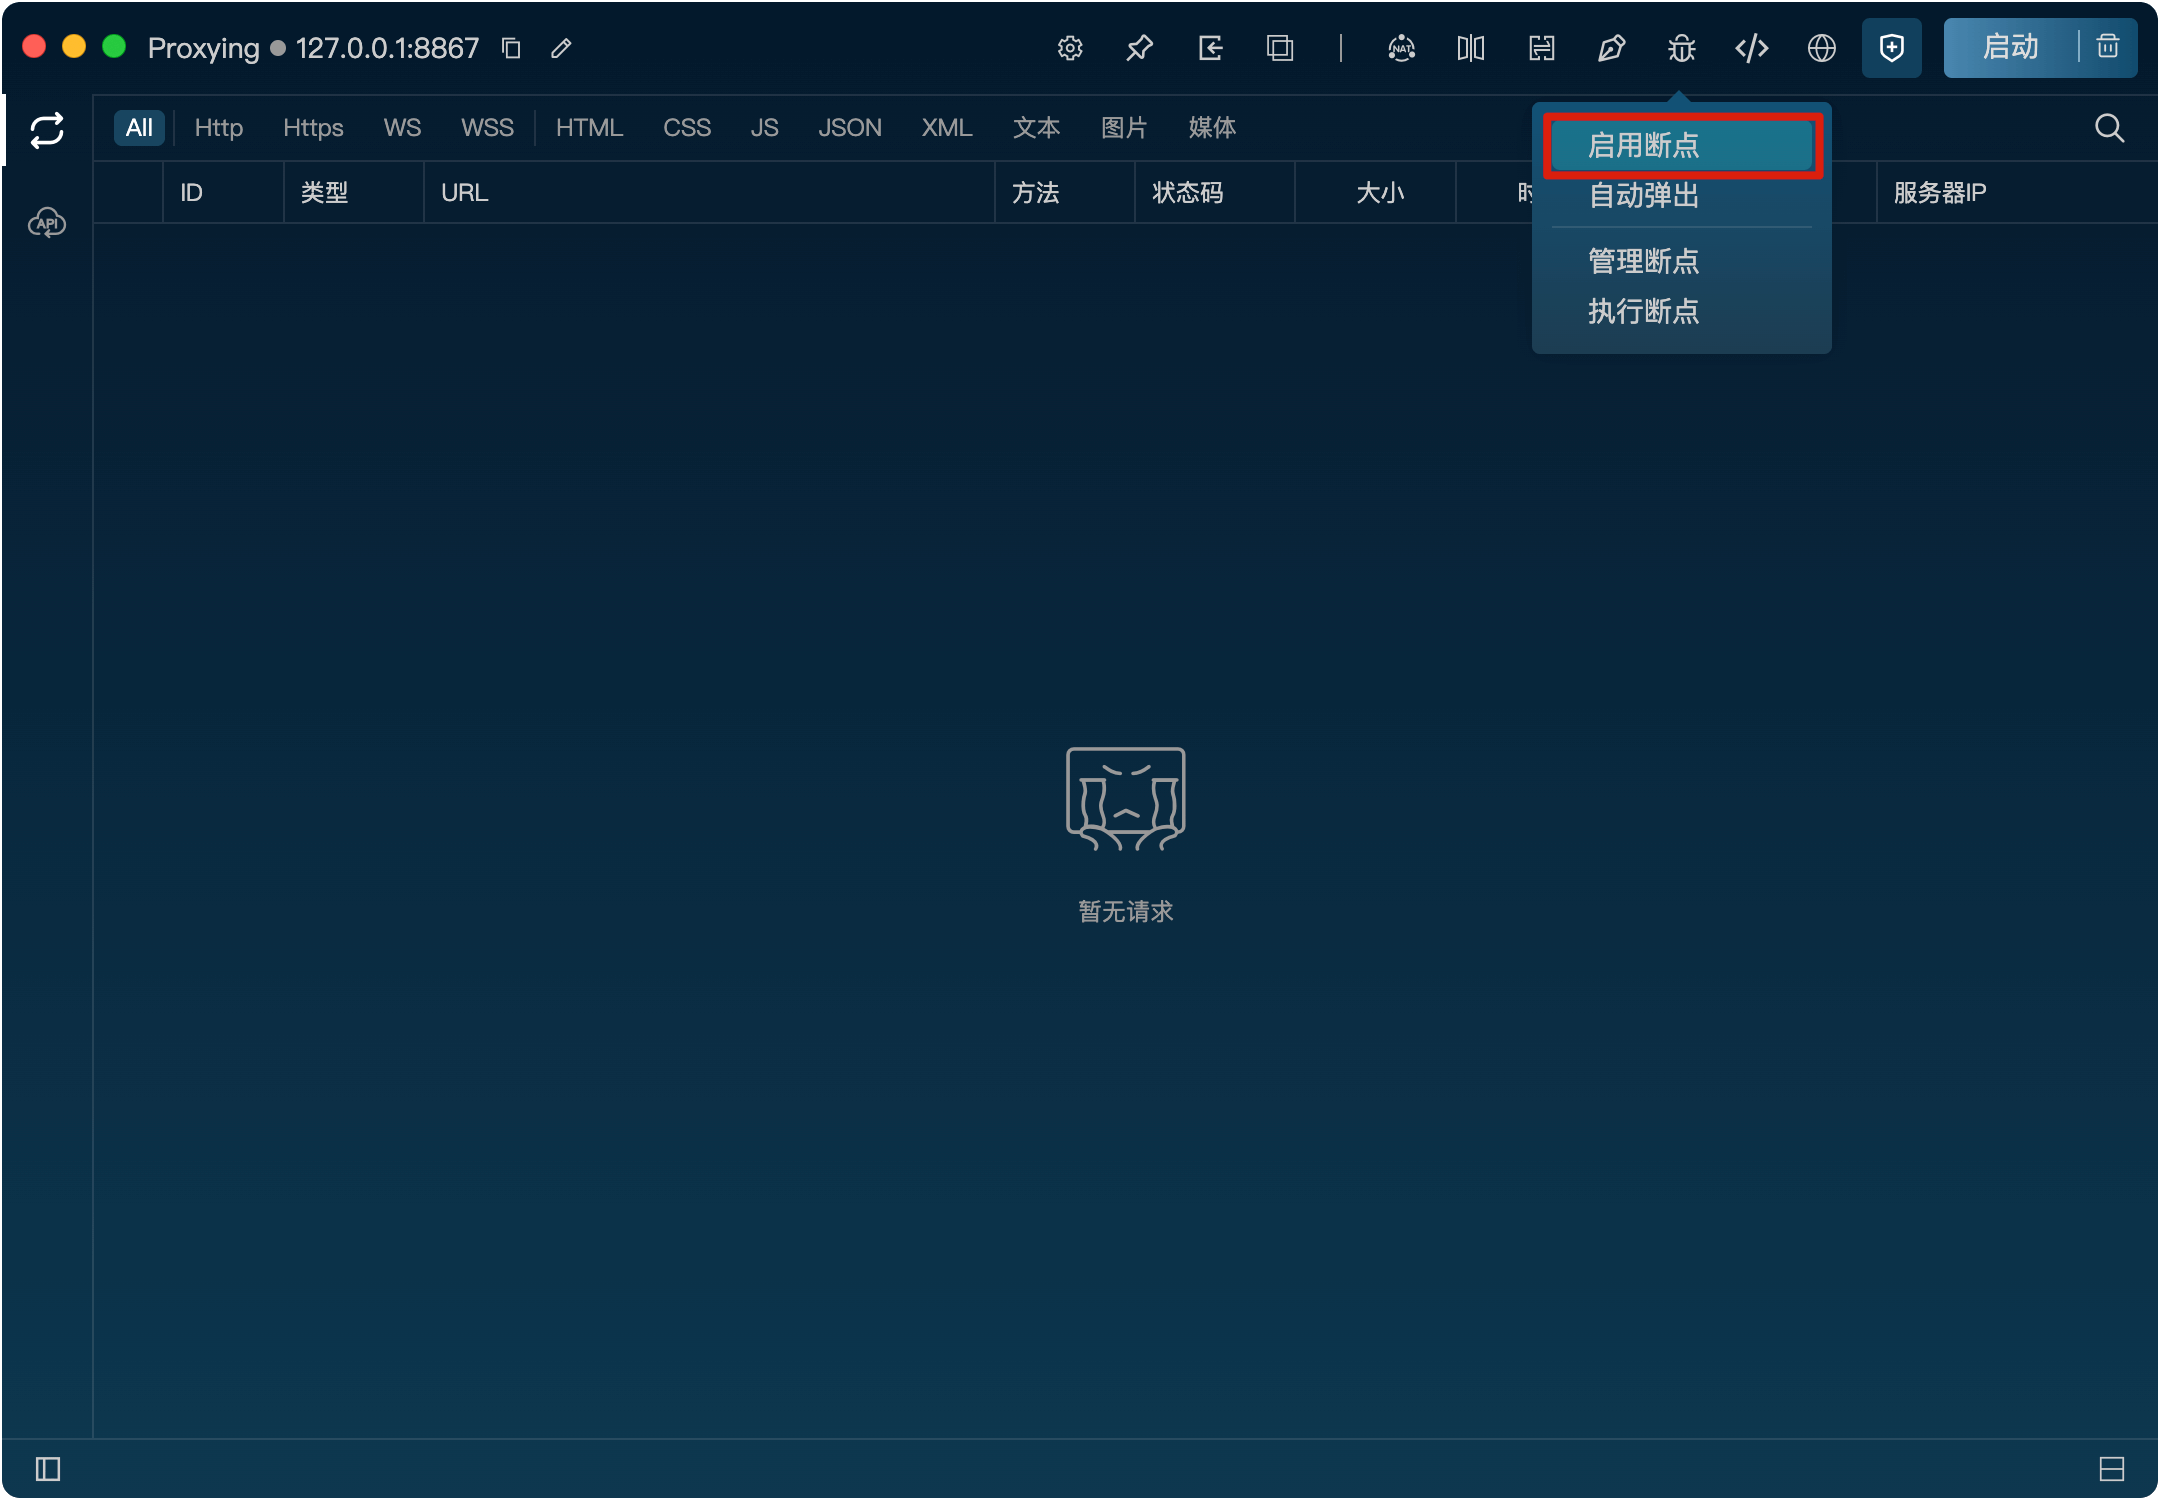 Proxying 127.0.0.1:8867
NAT
启动
All Http Https WS WSS HTML CSS JS JSON XML 文本 图片 媒体
启用断点
自动弹出
管理断点
执行断点
ID 类型 URL 方法 状态码 大小 时 服务器IP
API
暂无请求